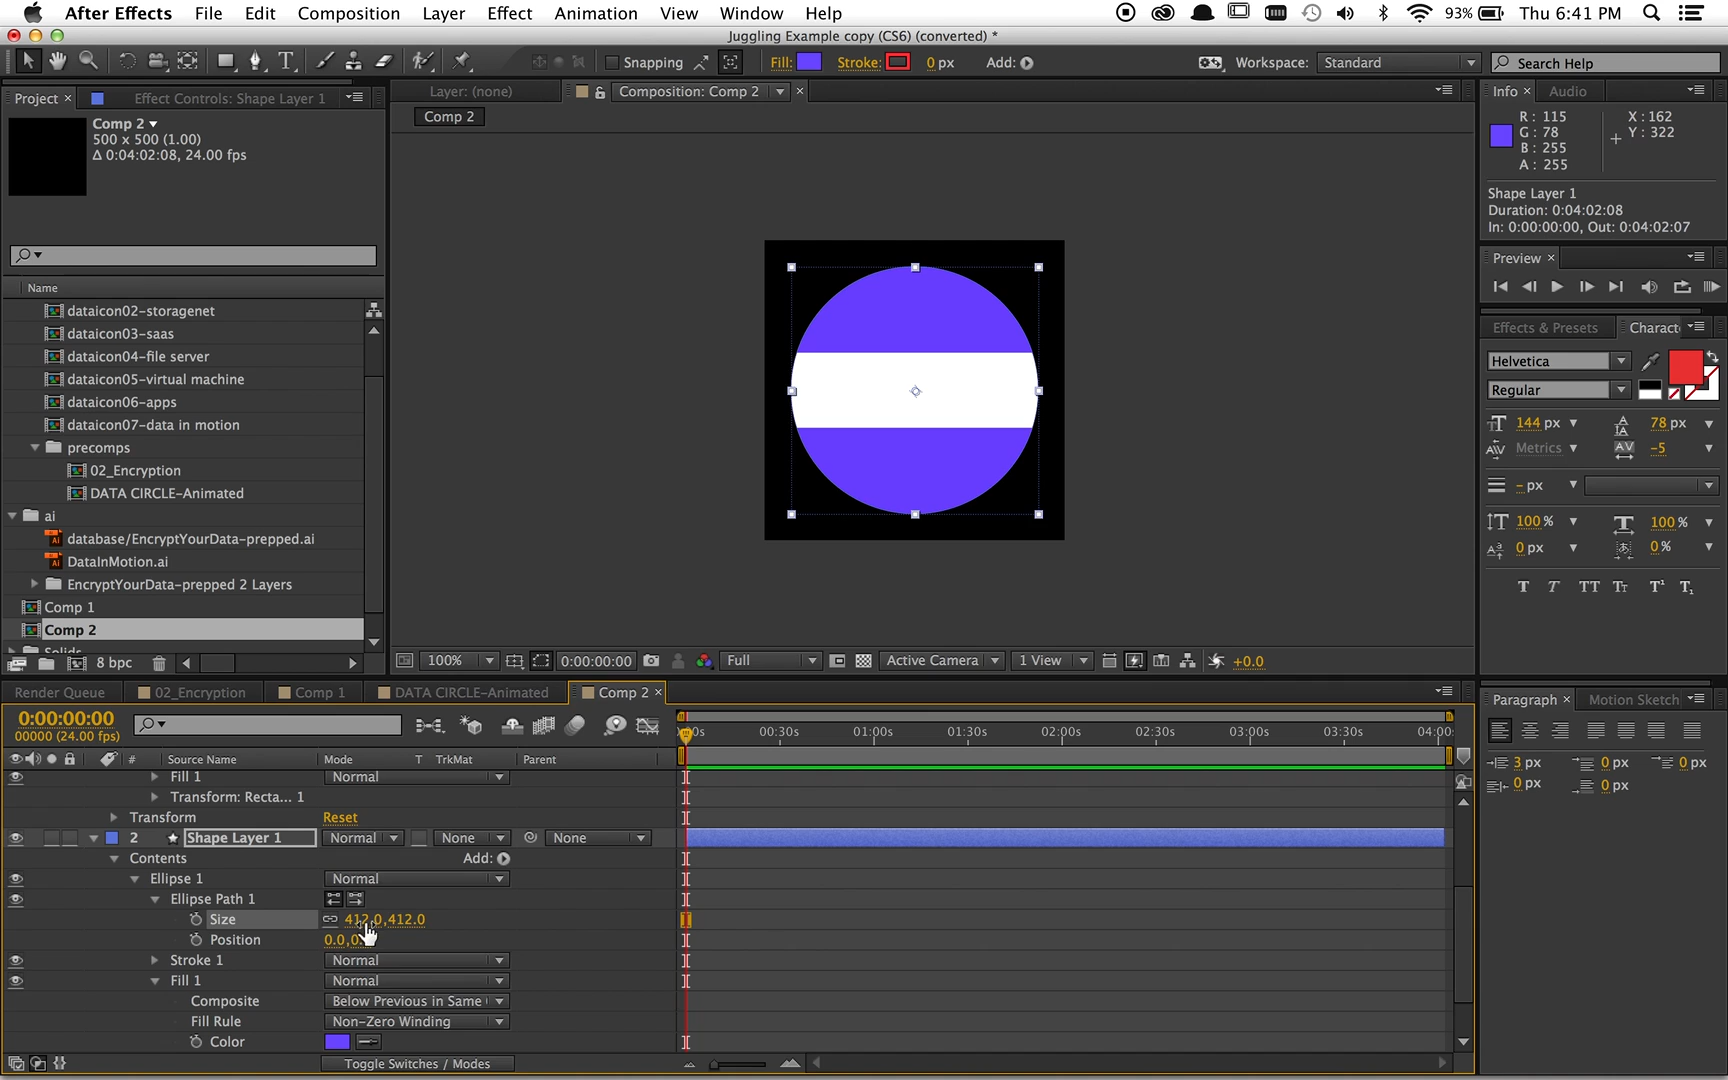 After Effects File Edit Composition Layer Effect Animation View Window Help 93% Thu 6:41 PM
Juggling Example copy (CS6) (converted) *
Snapping Fill: Stroke: 0 px Add: Workspace: Standard Search Help
Project × Effect Controls: Shape Layer 1
Layer: (none) Composition: Comp 2 ×
Info × Audio
Comp 2
Comp 2
500 x 500 (1.00)
Δ 0:04:02:08, 24.00 fps
R: 115 X: 162
G: 78 Y: 322
B: 255
A: 255
Shape Layer 1
Duration: 0:04:02:08
In: 0:00:00:00, Out: 0:04:02:07
Preview ×
Name
dataicon02-storagenet
dataicon03-saas
dataicon04-file server
dataicon05-virtual machine
dataicon06-apps
dataicon07-data in motion
precomps
02_Encryption
DATA CIRCLE-Animated
ai
database/EncryptYourData-prepped.ai
DataInMotion.ai
EncryptYourData-prepped 2 Layers
Comp 1
Comp 2
8 bpc
Effects & Presets Charact
Helvetica
Regular
144 px 78 px
Metrics -5
- px
100 % 100 %
0 px 0 %
T T TT Tт T¹ T₁
100% 0:00:00:00 Full Active Camera 1 View +0.0
Render Queue 02_Encryption Comp 1 DATA CIRCLE-Animated Comp 2 ×
0:00:00:00
00000 (24.00 fps)
00:30s 01:00s 01:30s 02:00s 02:30s 03:00s 03:30s 04:00
# Source Name Mode T TrkMat Parent
Fill 1 Normal
Transform: Recta... 1
Transform Reset
2 Shape Layer 1 Normal None None
Contents Add:
Ellipse 1 Normal
Ellipse Path 1
Size 412.0,412.0
Position 0.0,0.
Stroke 1 Normal
Fill 1 Normal
Composite Below Previous in Same
Fill Rule Non-Zero Winding
Color
Toggle Switches / Modes
Paragraph × Motion Sketch
3 px 0 px 0 px
0 px 0 px